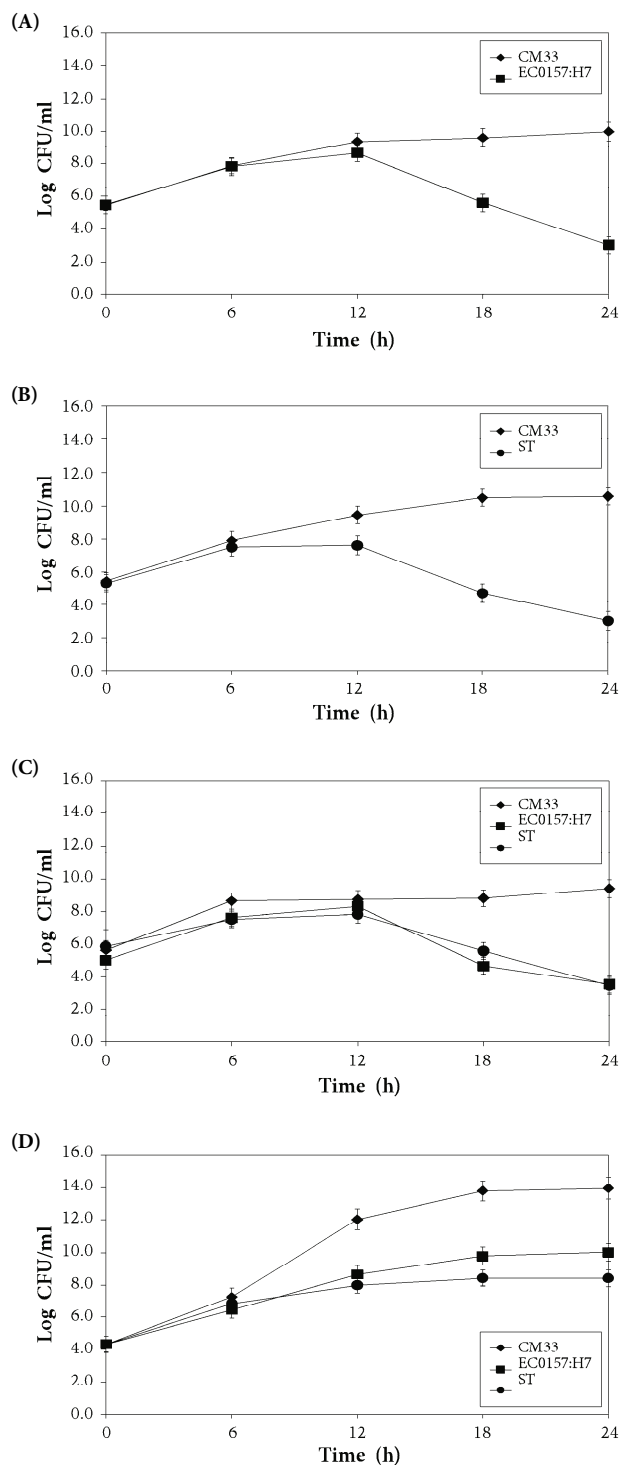 (A)
16.0
14.0
12.0
10.0
8.0
6.0
4.0
2.0
0.0
Log CFU/ml
CM33
EC0157:H7
0 6 12 18 24
Time (h)
(B)
16.0
14.0
12.0
10.0
8.0
6.0
4.0
2.0
0.0
Log CFU/ml
CM33
ST
0 6 12 18 24
Time (h)
(C)
16.0
14.0
12.0
10.0
8.0
6.0
4.0
2.0
0.0
Log CFU/ml
CM33
EC0157:H7
ST
0 6 12 18 24
Time (h)
(D)
16.0
14.0
12.0
10.0
8.0
6.0
4.0
2.0
0.0
Log CFU/ml
CM33
EC0157:H7
ST
0 6 12 18 24
Time (h)